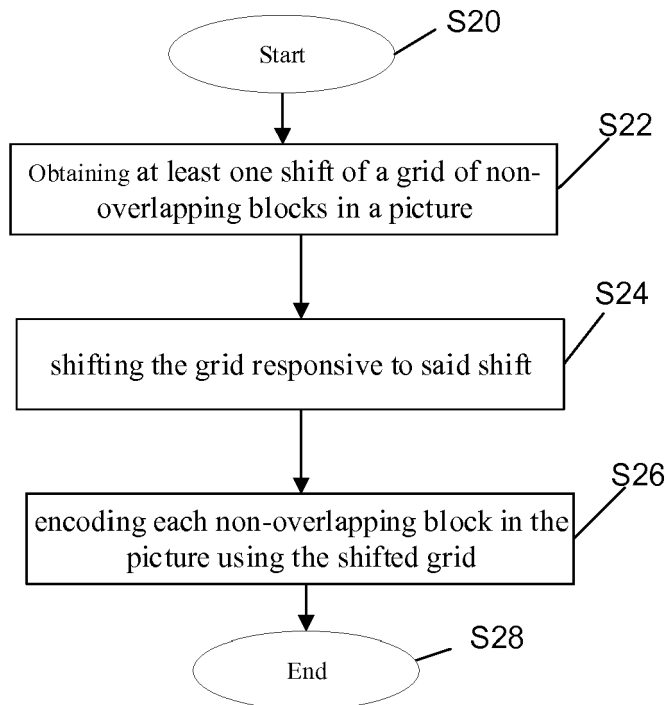 S20
Start
S22
Obtaining at least one shift of a grid of non-
overlapping blocks in a picture
S24
shifting the grid responsive to said shift
S26
encoding each non-overlapping block in the
picture using the shifted grid
S28
End